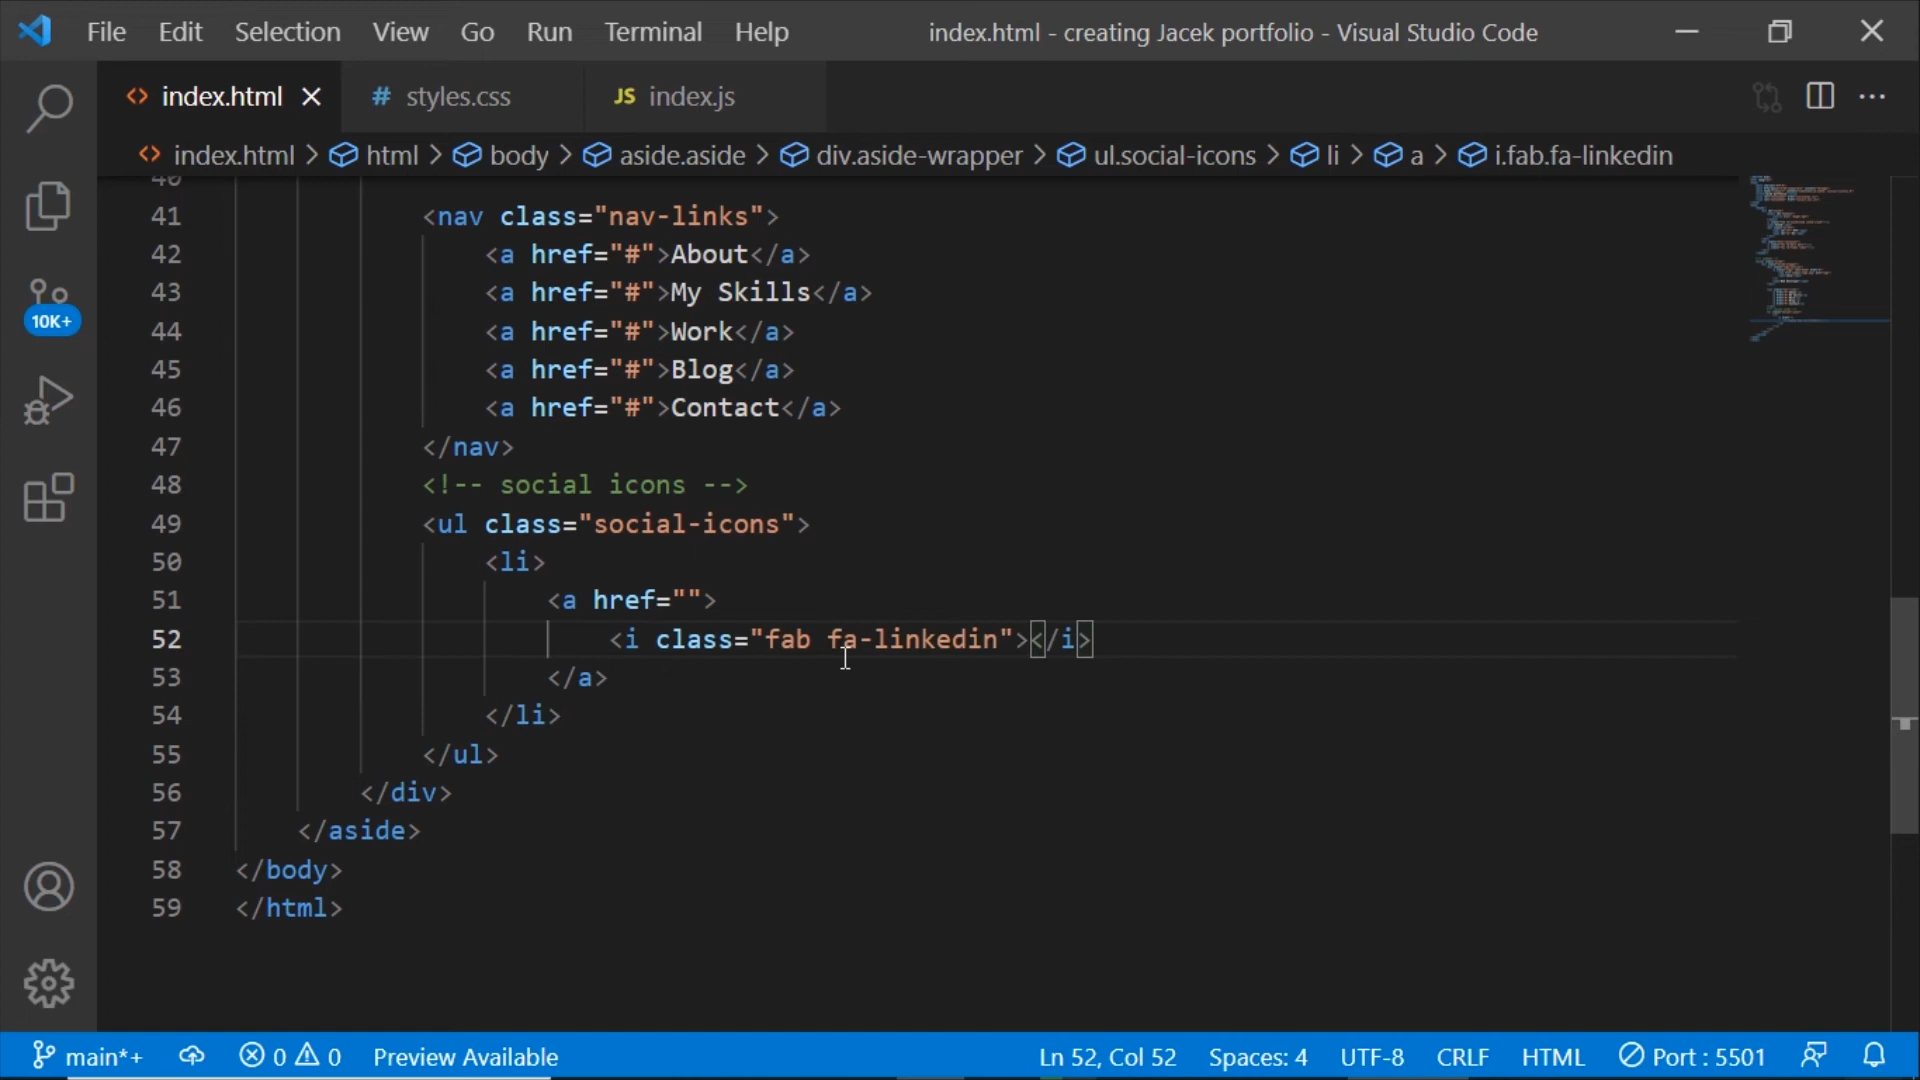 File Edit Selection View Go Run Terminal Help index.html - creating Jacek portfolio - Visual Studio Code
<> index.html # styles.css JS index.js
<> index.html > html > body > aside.aside > div.aside-wrapper > ul.social-icons > li > a > i.fab.fa-linkedin
40
41 <nav class="nav-links">
42 <a href="#">About</a>
43 <a href="#">My Skills</a>
44 <a href="#">Work</a>
45 <a href="#">Blog</a>
46 <a href="#">Contact</a>
47 </nav>
48 <!-- social icons -->
49 <ul class="social-icons">
50 <li>
51 <a href="">
52 <i class="fab fa-linkedin"></i>
53 </a>
54 </li>
55 </ul>
56 </div>
57 </aside>
58 </body>
59 </html>
10K+
main*+ 0 0 Preview Available Ln 52, Col 52 Spaces: 4 UTF-8 CRLF HTML Port : 5501